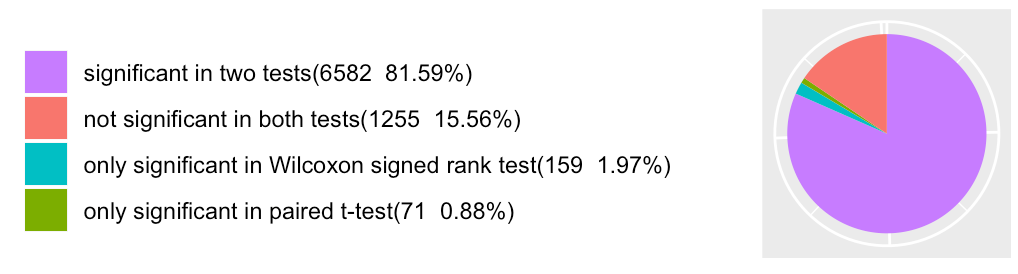 significant in two tests(6582  81.59%)
not significant in both tests(1255  15.56%)
only significant in Wilcoxon signed rank test(159  1.97%)
only significant in paired t-test(71  0.88%)